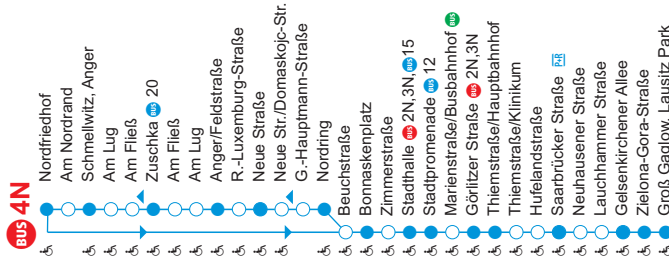 BUS 4N
Nordfriedhof
Am Nordrand
Schmellwitz, Anger
Am Lug
Am Fließ
Zuschka BUS 20
Am Fließ
Am Lug
Anger/Feldstraße
R.-Luxemburg-Straße
Neue Straße
Neue Str./Domaskojc-Str.
G.-Hauptmann-Straße
Nordring
Beuchstraße
Bonnaskenplatz
Zimmerstraße
Stadthalle BUS 2N,3N, BUS 15
Stadtpromenade BUS 12
Marienstraße/Busbahnhof BUS
Görlitzer Straße BUS 2N,3N
Thiemstraße/Hauptbahnhof
Thiemstraße/Klinikum
Hufelandstraße
Saarbrücker Straße P+R
Neuhausener Straße
Lauchhammer Straße
Gelsenkirchener Allee
Zielona-Gora-Straße
Groß Gaglow, Lausitz Park